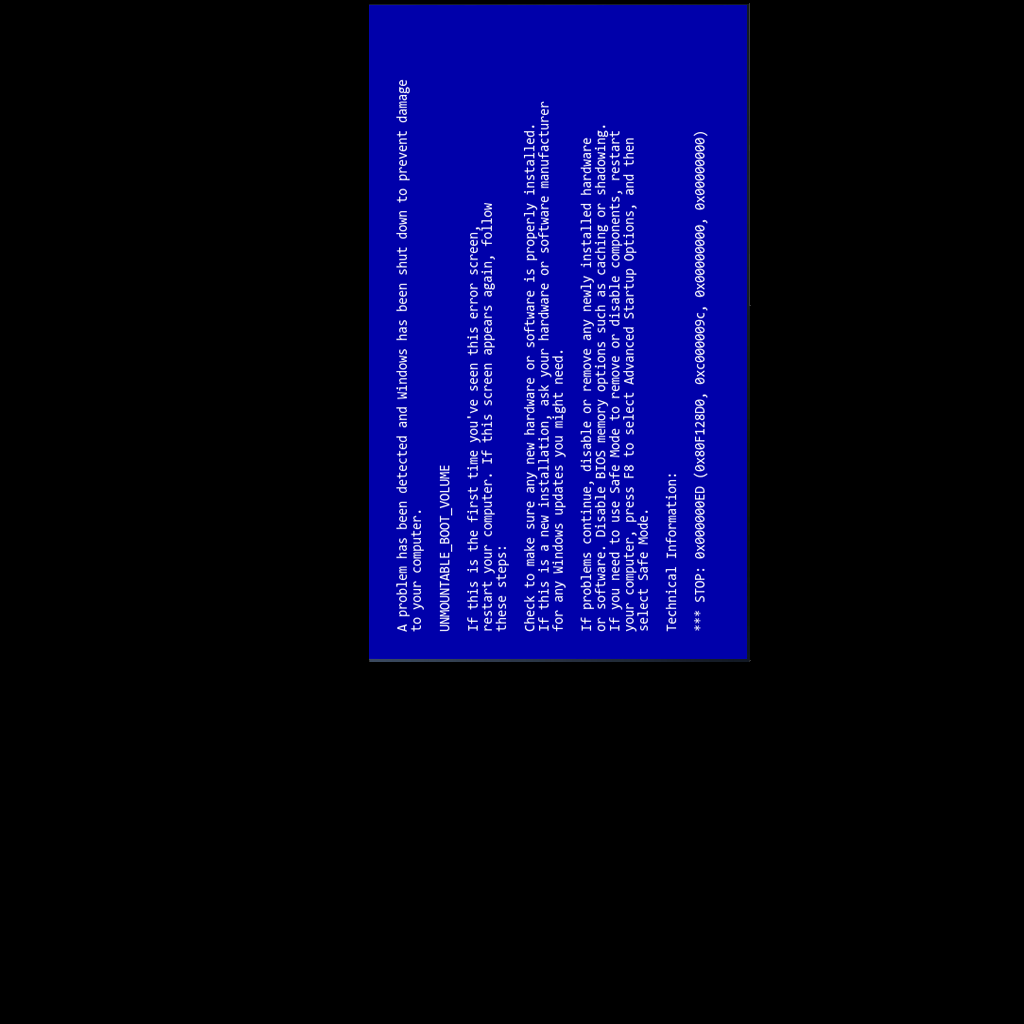 A problem has been detected and Windows has been shut down to prevent damage
to your computer.
UNMOUNTABLE_BOOT_VOLUME
If this is the first time you've seen this error screen,
restart your computer. If this screen appears again, follow
these steps:
Check to make sure any new hardware or software is properly installed.
If this is a new installation, ask your hardware or software manufacturer
for any Windows updates you might need.
If problems continue, disable or remove any newly installed hardware
or software. Disable BIOS memory options such as caching or shadowing.
If you need to use Safe Mode to remove or disable components, restart
your computer, press F8 to select Advanced Startup Options, and then
select Safe Mode.
Technical Information:
*** STOP: 0x000000ED (0x80F128D0, 0xc000009c, 0x00000000, 0x00000000)